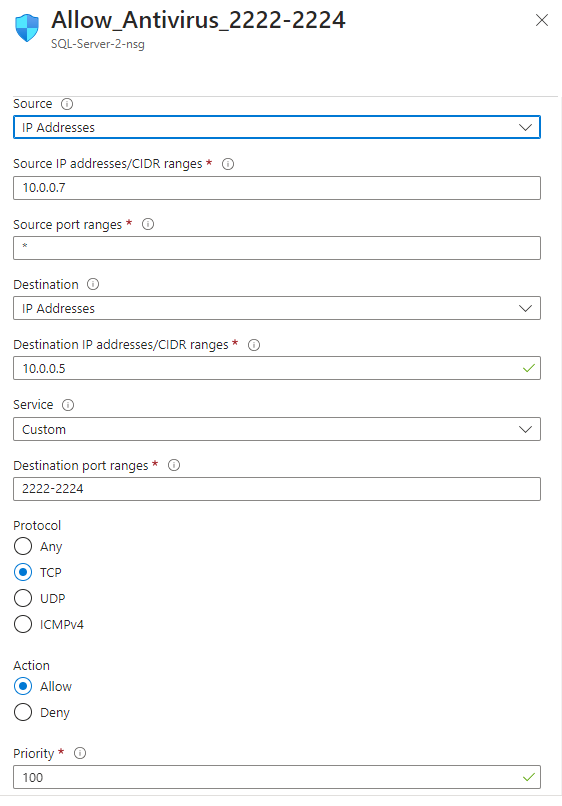 Allow_Antivirus_2222-2224
SQL-Server-2-nsg
Source
IP Addresses
Source IP addresses/CIDR ranges *
10.0.0.7
Source port ranges *
*
Destination
IP Addresses
Destination IP addresses/CIDR ranges *
10.0.0.5
Service
Custom
Destination port ranges *
2222-2224
Protocol
Any
TCP
UDP
ICMPv4
Action
Allow
Deny
Priority *
100